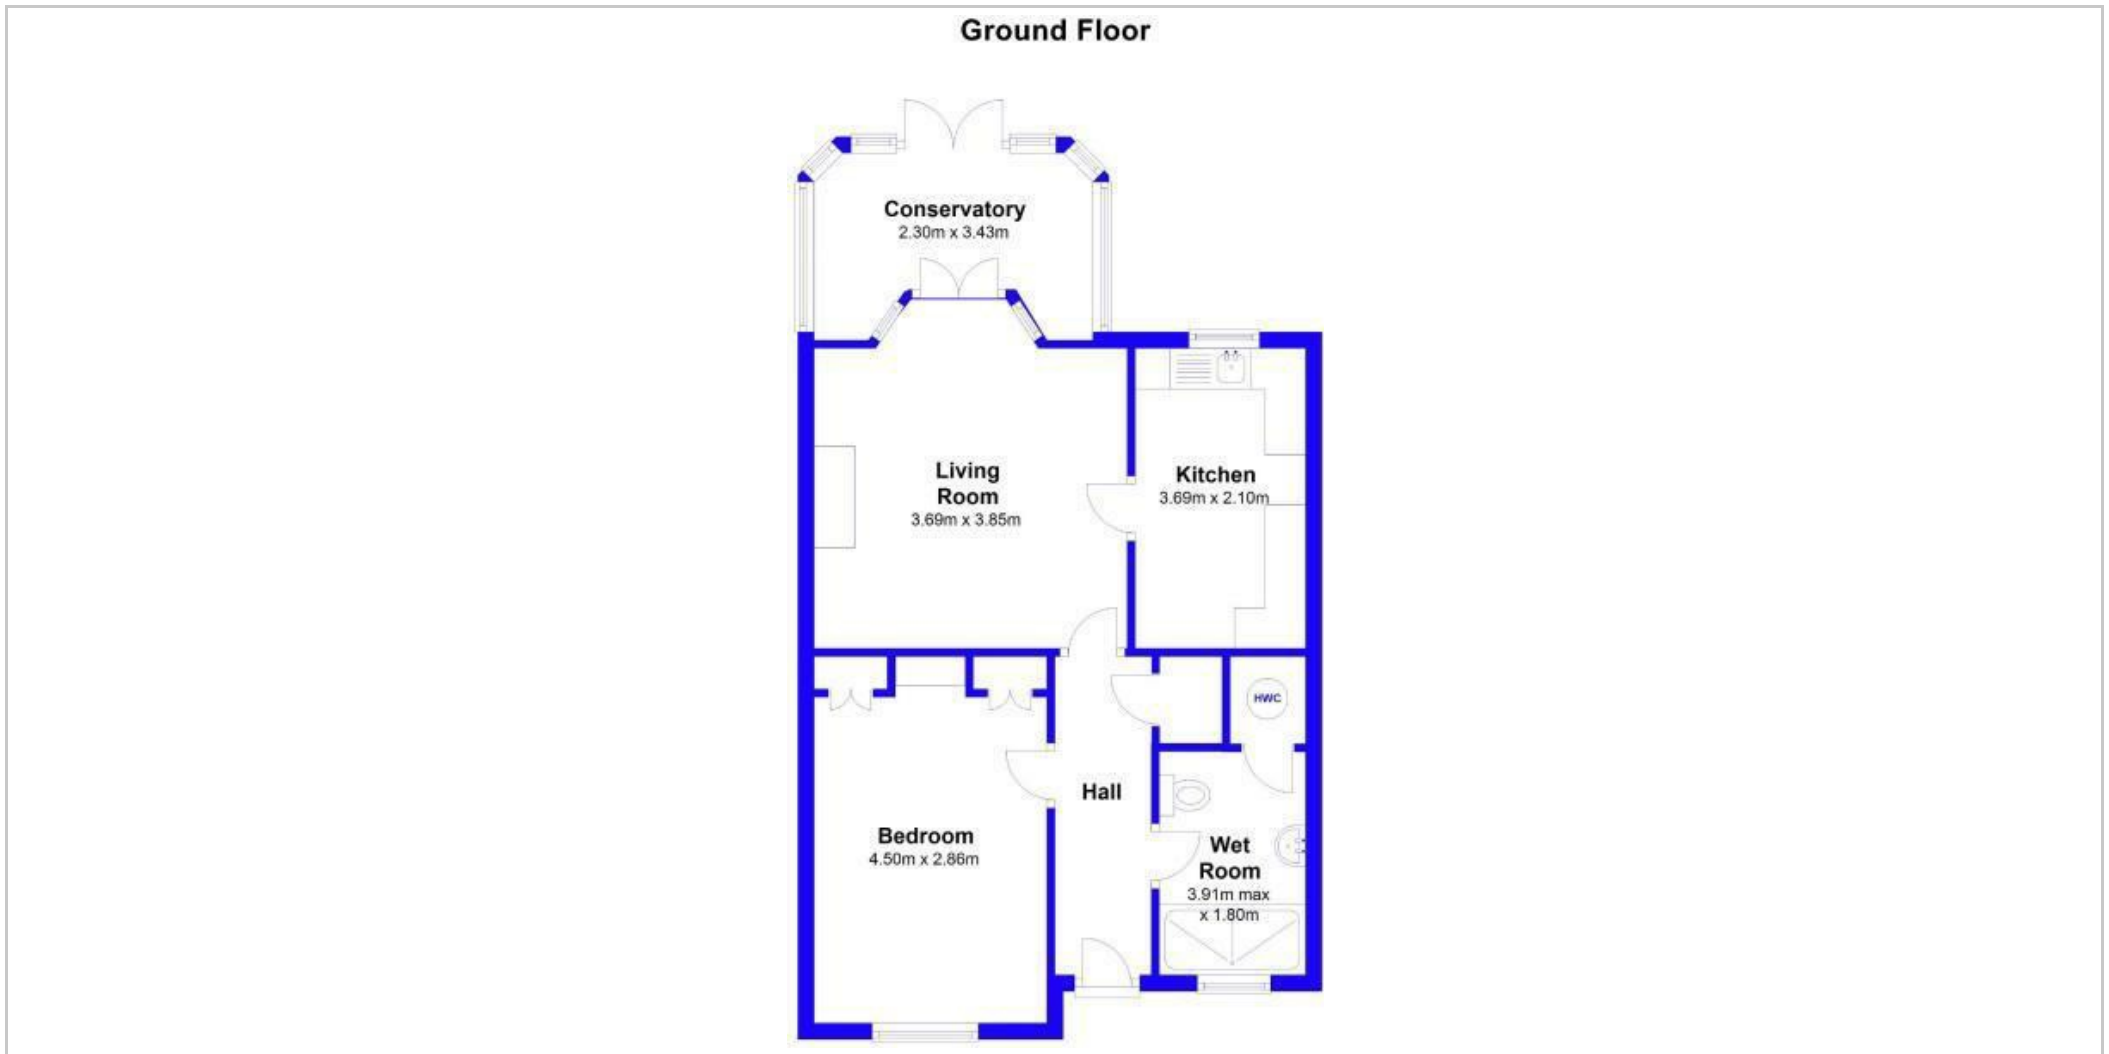 Ground Floor
Conservatory
2.30m x 3.43m
Living
Room
3.69m x 3.85m
Kitchen
3.69m x 2.10m
HWC
Hall
Bedroom
4.50m x 2.86m
Wet
Room
3.91m max
x 1.80m